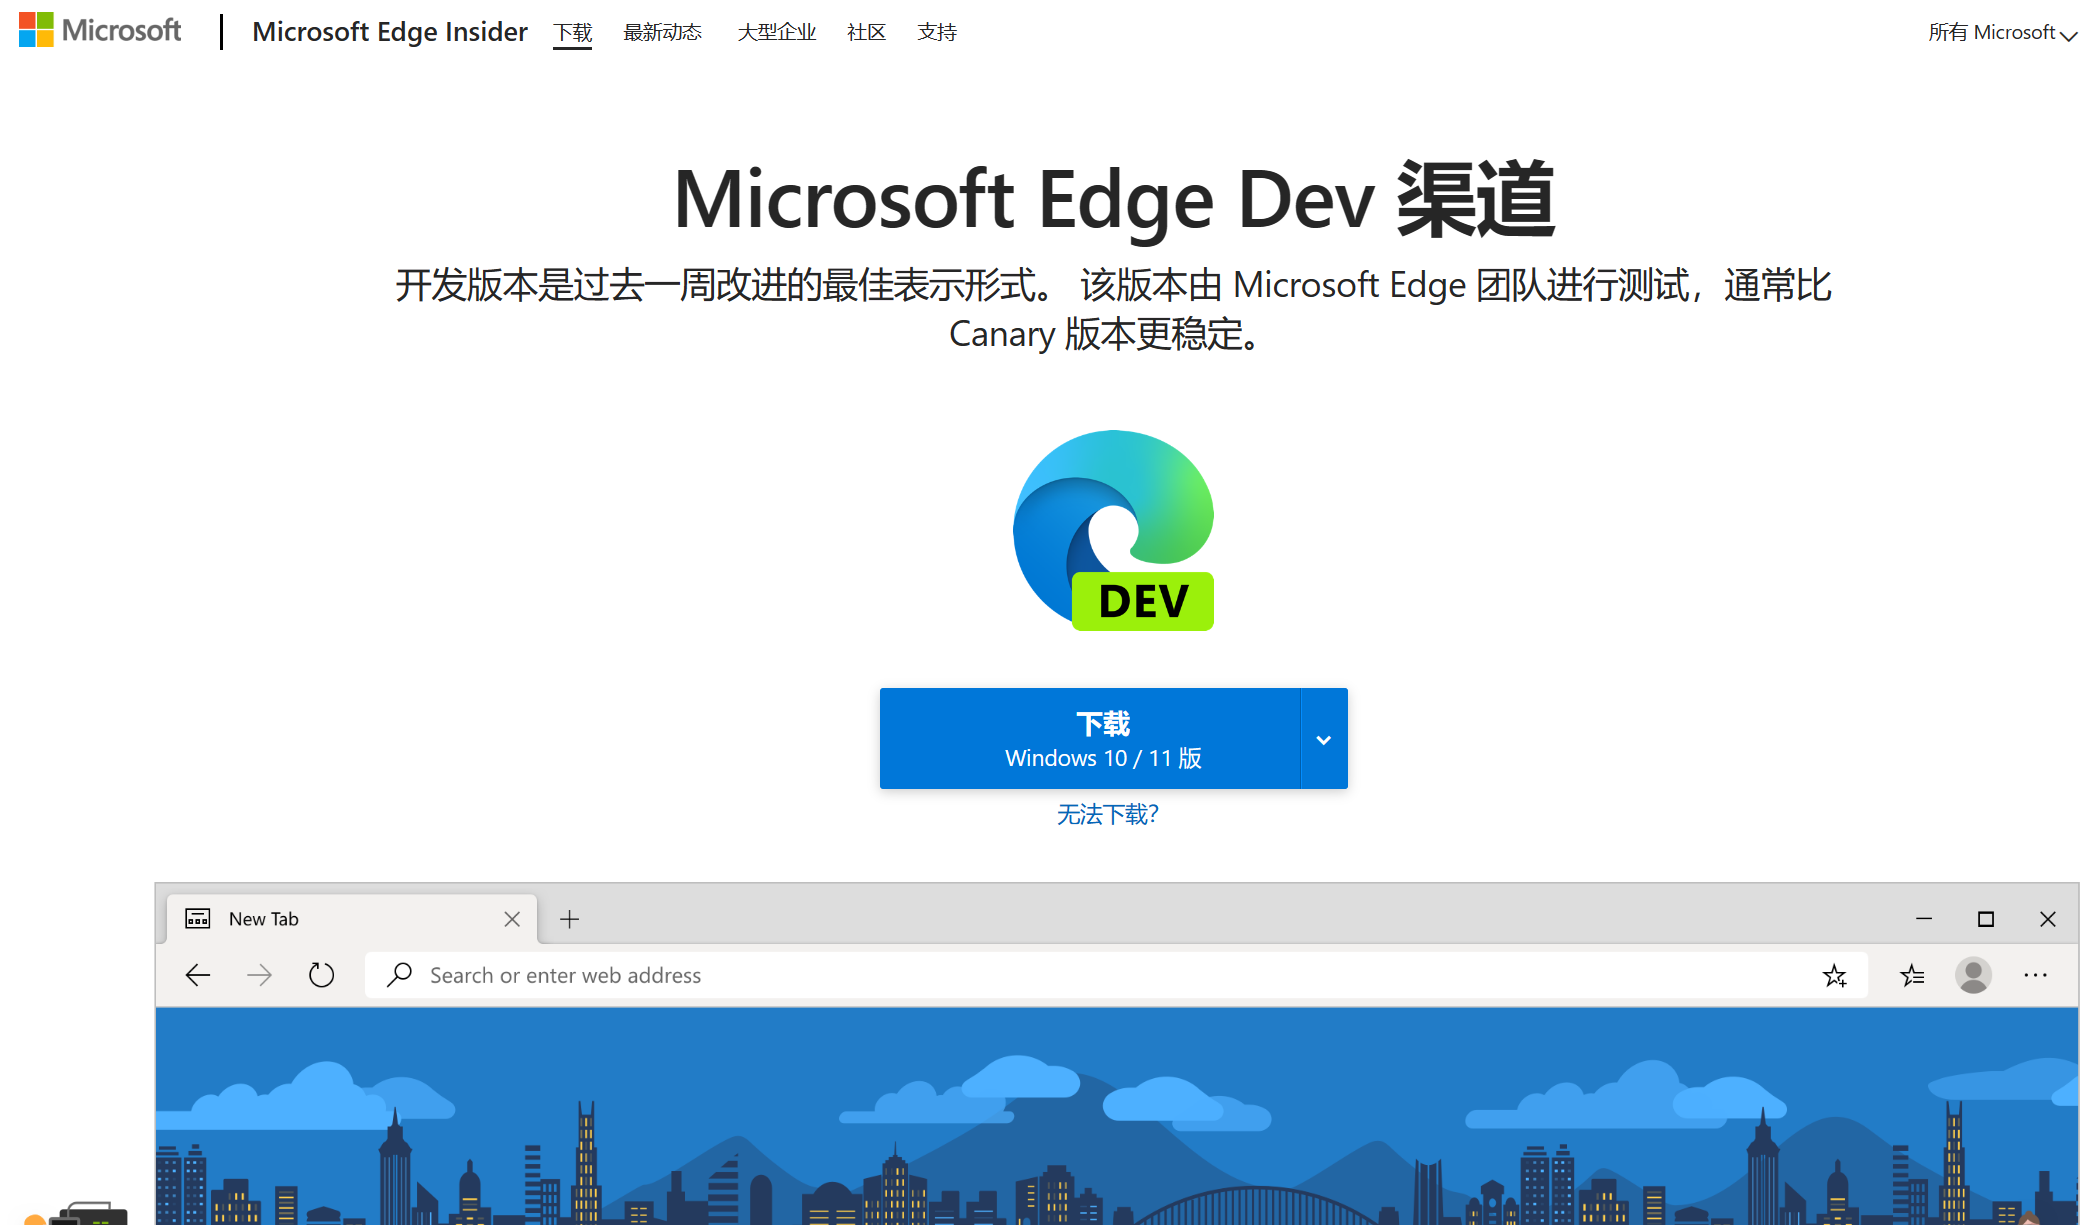 Microsoft
Microsoft Edge Insider 下载 最新动态 大型企业 社区 支持 所有 Microsoft
Microsoft Edge Dev 渠道
开发版本是过去一周改进的最佳表示形式。 该版本由 Microsoft Edge 团队进行测试，通常比
Canary 版本更稳定。
DEV
下载
Windows 10 / 11 版
无法下载？
New Tab
Search or enter web address